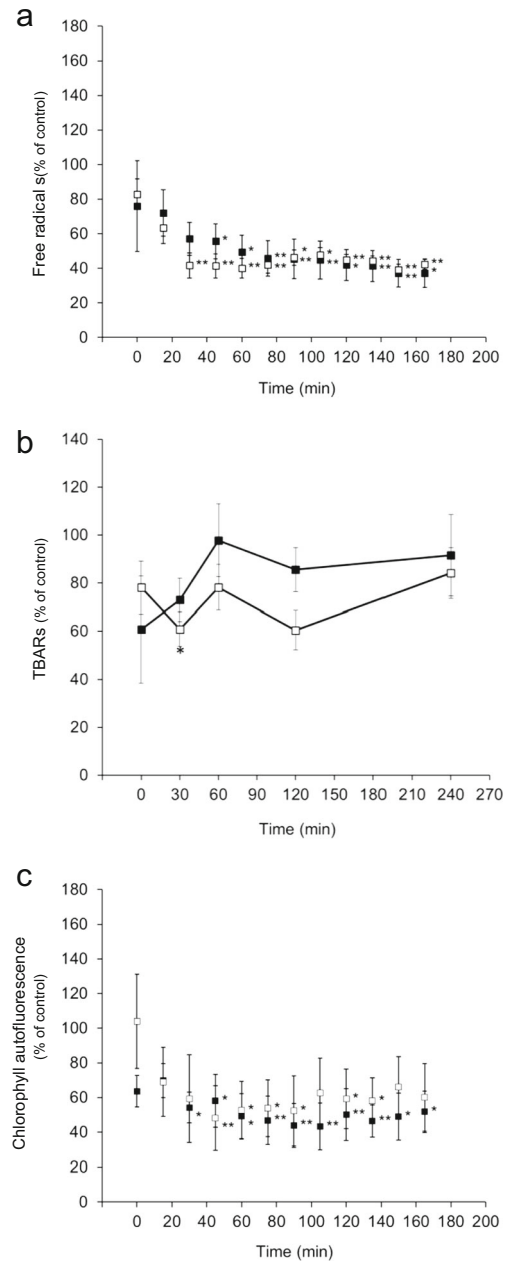 a
Free radical s(% of control)
180
160
140
120
100
80
60
40
20
0
* * ** ** * * ** ** ** **
** ** ** ** ** ** * ** ** *
0 20 40 60 80 100 120 140 160 180 200
Time (min)
b
TBARs (% of control)
140
120
100
80
60
40
20
0
*
0 30 60 90 120 150 180 210 240 270
Time (min)
c
Chlorophyll autofluorescence
(% of control)
180
160
140
120
100
80
60
40
20
0
* * * * * * *
* ** * ** ** ** ** ** * *
0 20 40 60 80 100 120 140 160 180 200
Time (min)